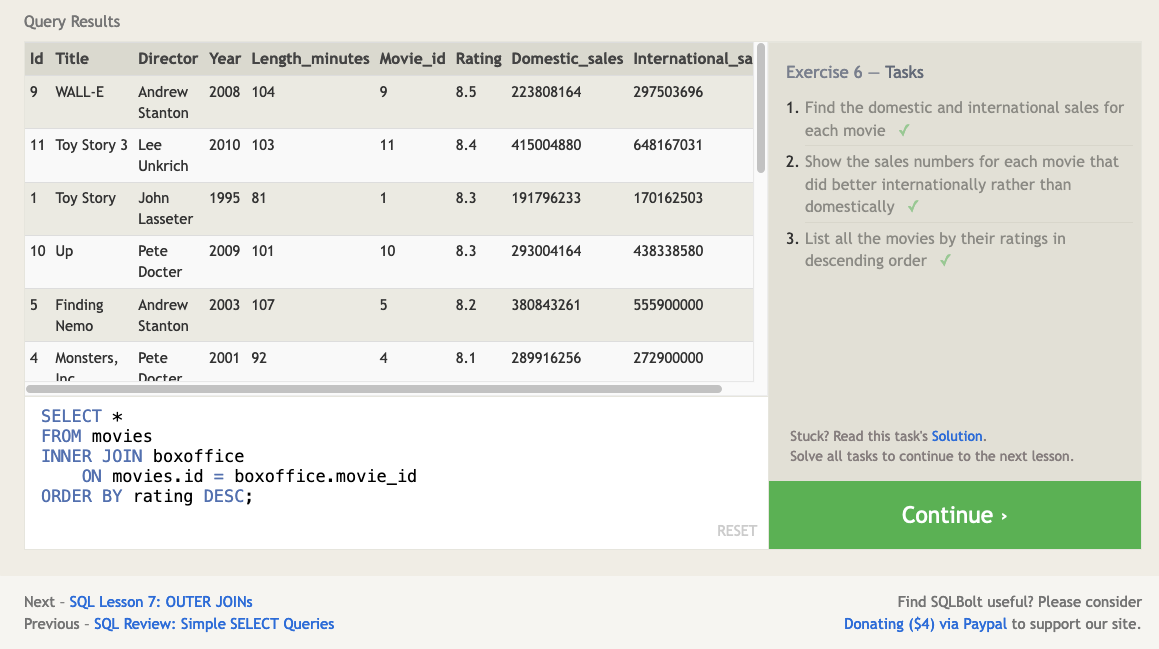 Query Results
Id Title Director Year Length_minutes Movie_id Rating Domestic_sales International_sa
9 WALL-E Andrew Stanton 2008 104 9 8.5 223808164 297503696
11 Toy Story 3 Lee Unkrich 2010 103 11 8.4 415004880 648167031
1 Toy Story John Lasseter 1995 81 1 8.3 191796233 170162503
10 Up Pete Docter 2009 101 10 8.3 293004164 438338580
5 Finding Nemo Andrew Stanton 2003 107 5 8.2 380843261 555900000
4 Monsters, Inc. Pete Docter 2001 92 4 8.1 289916256 272900000
SELECT *
FROM movies
INNER JOIN boxoffice
    ON movies.id = boxoffice.movie_id
ORDER BY rating DESC;
RESET
Exercise 6 — Tasks
1. Find the domestic and international sales for
each movie ✓
2. Show the sales numbers for each movie that
did better internationally rather than
domestically ✓
3. List all the movies by their ratings in
descending order ✓
Stuck? Read this task's Solution.
Solve all tasks to continue to the next lesson.
Continue ›
Next – SQL Lesson 7: OUTER JOINs
Previous – SQL Review: Simple SELECT Queries
Find SQLBolt useful? Please consider
Donating ($4) via Paypal to support our site.